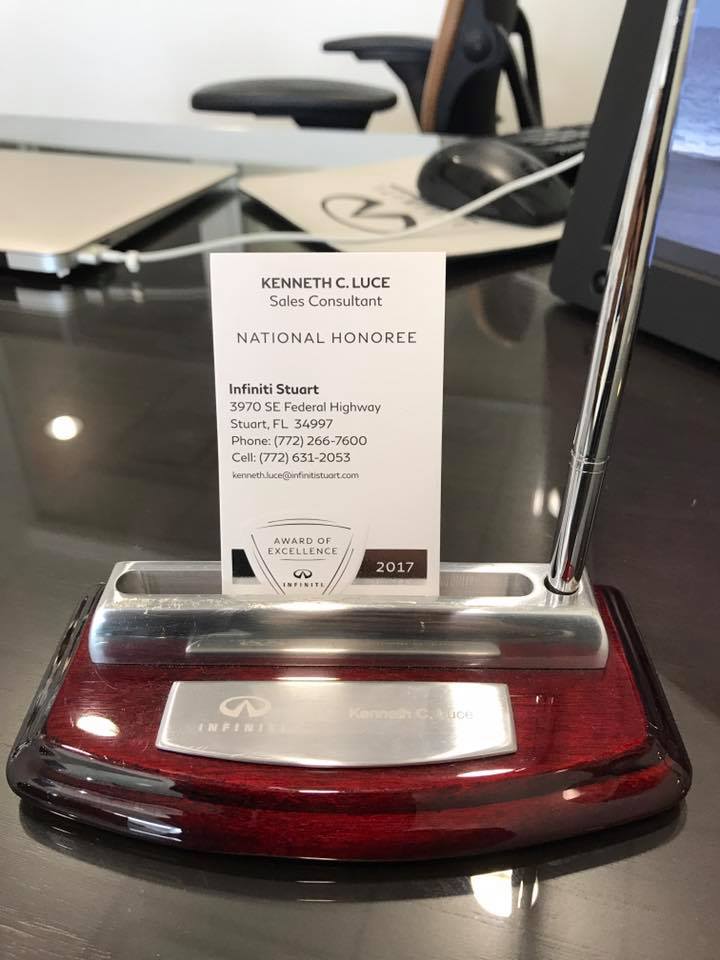 KENNETH C. LUCE
Sales Consultant
NATIONAL HONOREE
Infiniti Stuart
3970 SE Federal Highway
Stuart, FL 34997
Phone: (772) 266-7600
Cell: (772) 631-2053
kenneth.luce@infinitistuart.com
AWARD OF
EXCELLENCE
INFINITI
2017
INFINITI
Kenneth C. Luce